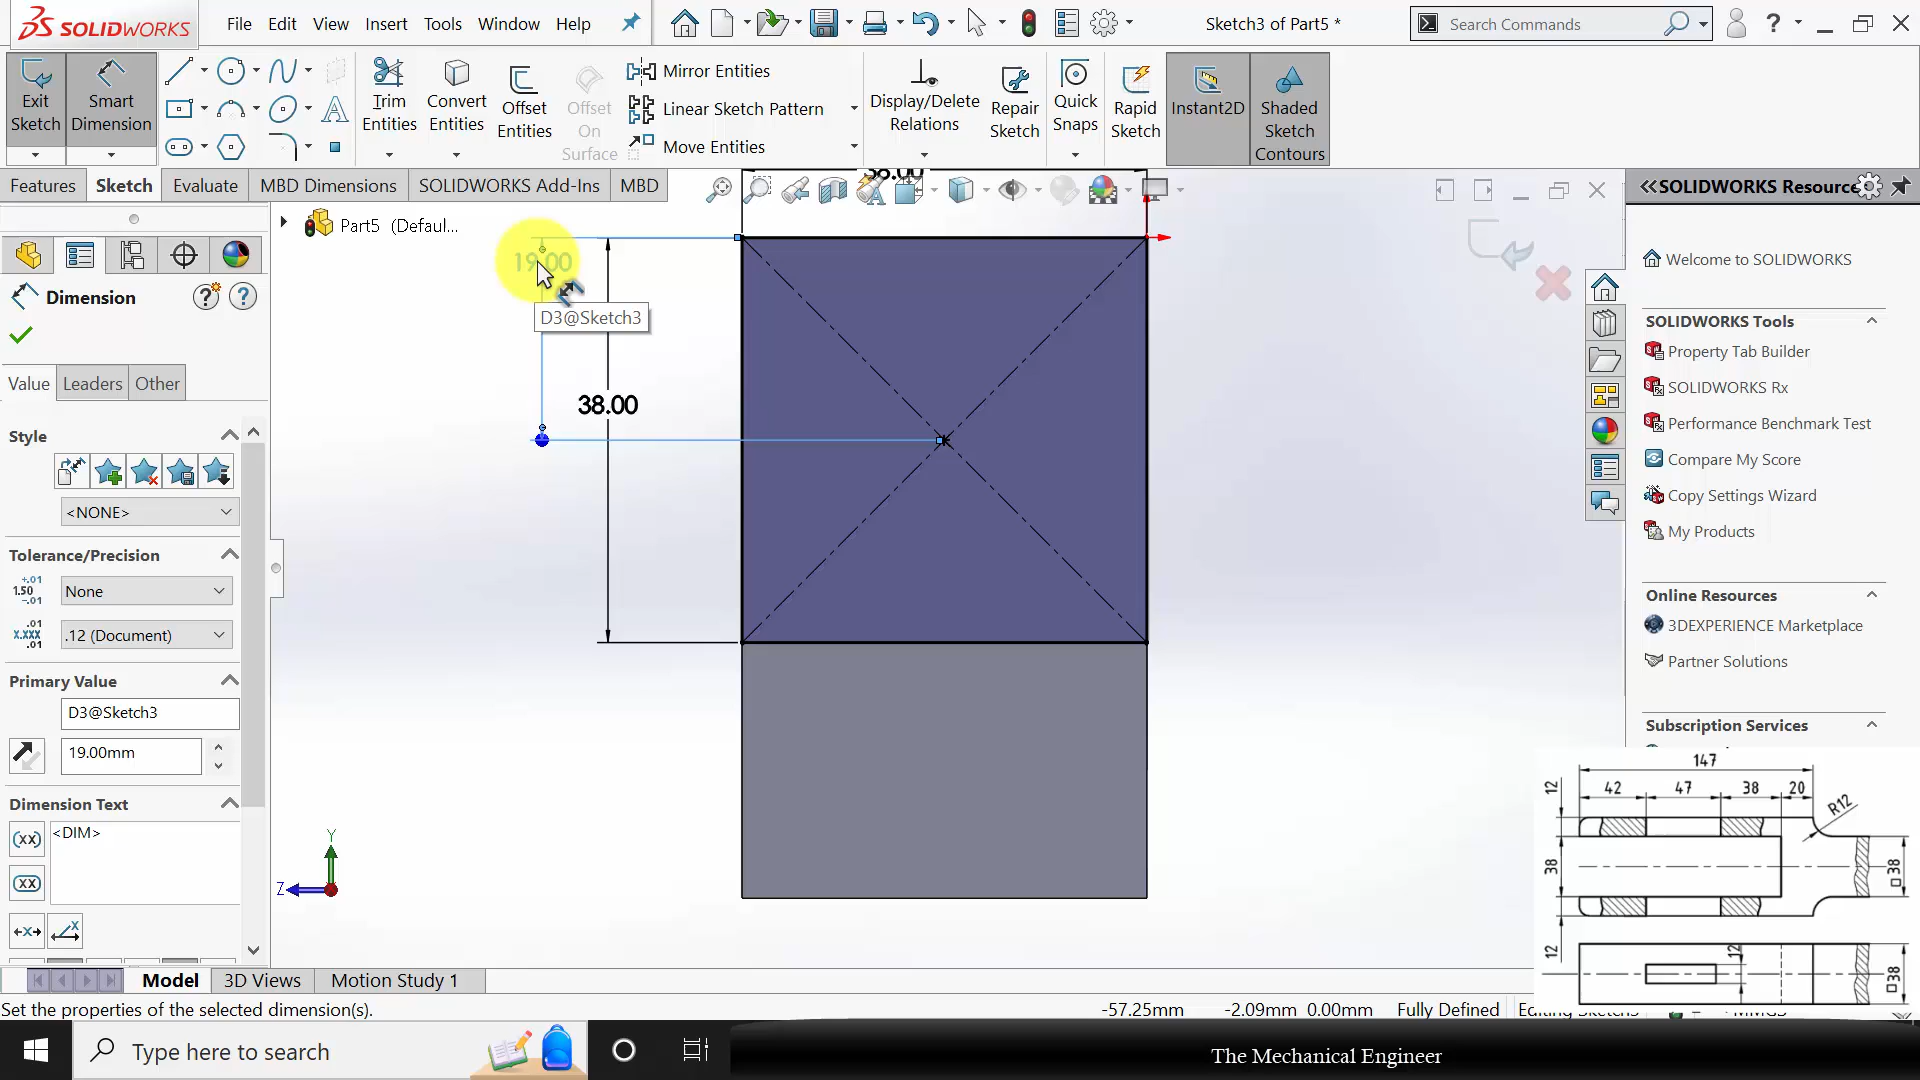 SOLIDWORKS
File Edit View Insert Tools Window Help
Sketch3 of Part5 *
Search Commands
Exit Sketch
Smart Dimension
Trim Entities
Convert Entities
Offset Entities
Offset On Surface
Mirror Entities
Linear Sketch Pattern
Move Entities
Display/Delete Relations
Repair Sketch
Quick Snaps
Rapid Sketch
Instant2D
Shaded Sketch Contours
Features Sketch Evaluate MBD Dimensions SOLIDWORKS Add-Ins MBD
SOLIDWORKS Resource
Part5 (Defaul...
Dimension
Value Leaders Other
Style
<NONE>
Tolerance/Precision
None
.12 (Document)
Primary Value
D3@Sketch3
19.00mm
Dimension Text
<DIM>
19.00
D3@Sketch3
38.00
Y
Z
Welcome to SOLIDWORKS
SOLIDWORKS Tools
Property Tab Builder
SOLIDWORKS Rx
Performance Benchmark Test
Compare My Score
Copy Settings Wizard
My Products
Online Resources
3DEXPERIENCE Marketplace
Partner Solutions
Subscription Services
147
12 42 47 38 20 R12
38 □38
12 12 □38
Model 3D Views Motion Study 1
Set the properties of the selected dimension(s).
-57.25mm -2.09mm 0.00mm Fully Defined
Type here to search
The Mechanical Engineer